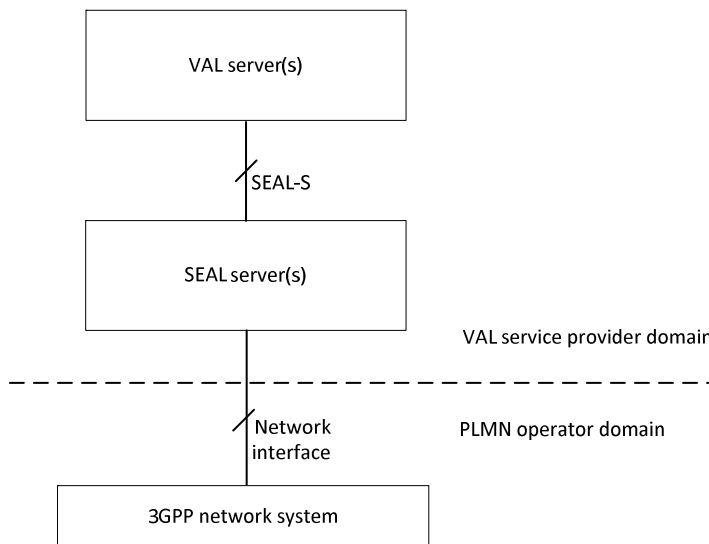 VAL server(s)
SEAL-S
SEAL server(s)
VAL service provider domain
Network
interface
PLMN operator domain
3GPP network system